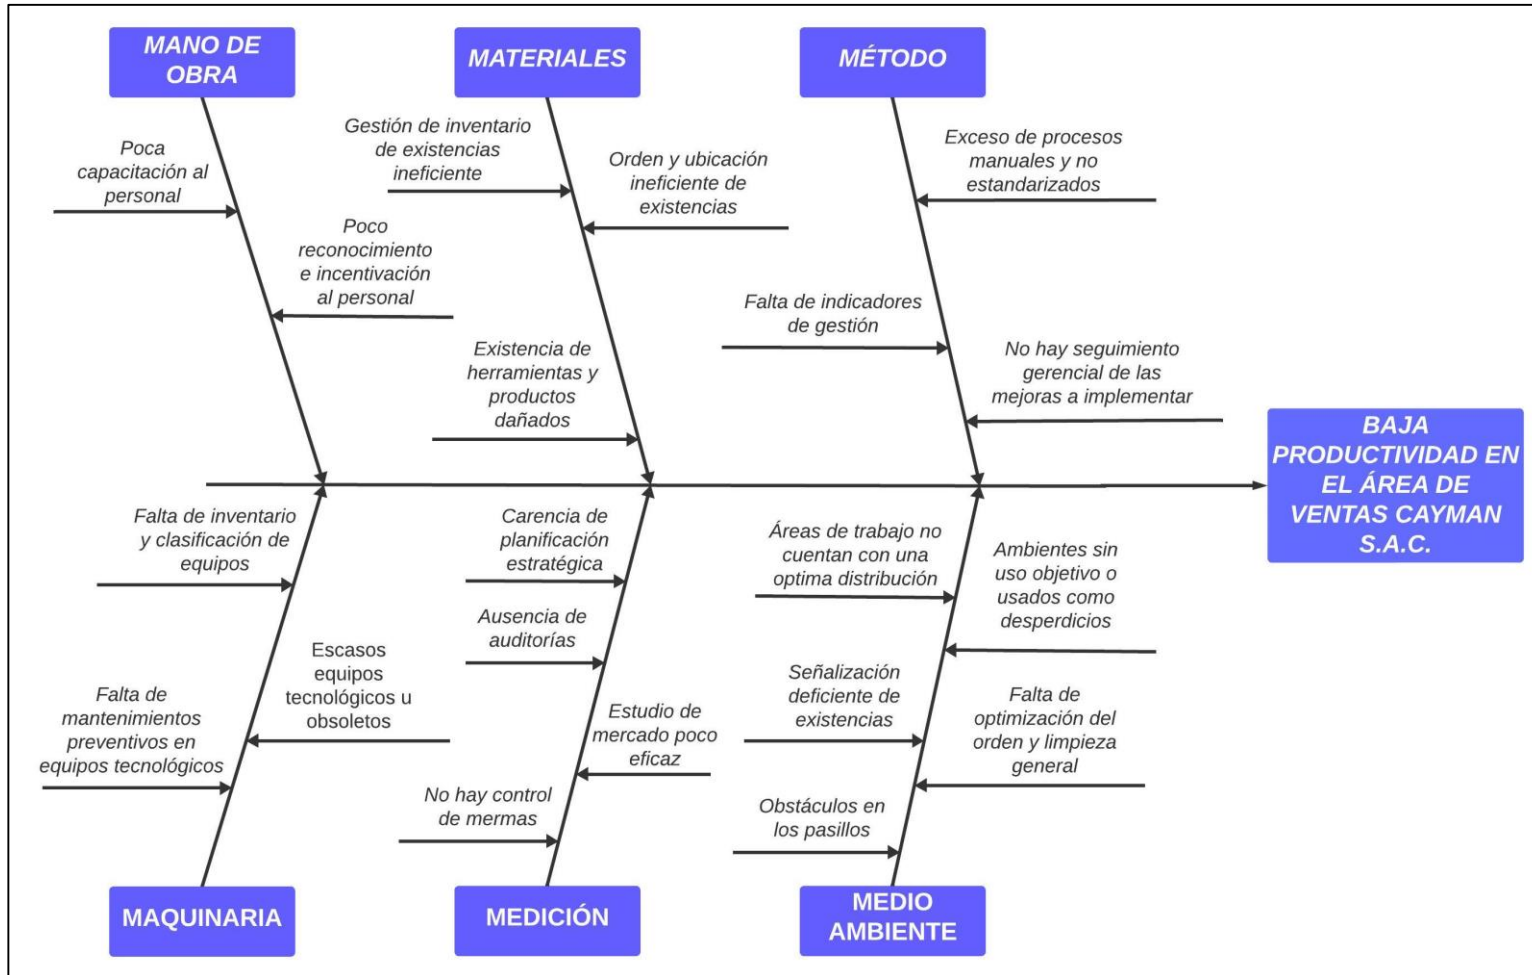 MANO DE
OBRA
MATERIALES
MÉTODO
Poca
capacitación al
personal
Poco
reconocimiento
e incentivación
al personal
Gestión de inventario
de existencias
ineficiente
Orden y ubicación
ineficiente de
existencias
Existencia de
herramientas y
productos
dañados
Exceso de procesos
manuales y no
estandarizados
Falta de indicadores
de gestión
No hay seguimiento
gerencial de las
mejoras a implementar
BAJA
PRODUCTIVIDAD EN
EL ÁREA DE
VENTAS CAYMAN
S.A.C.
Falta de inventario
y clasificación de
equipos
Escasos
equipos
tecnológicos u
obsoletos
Falta de
mantenimientos
preventivos en
equipos tecnológicos
Carencia de
planificación
estratégica
Ausencia de
auditorías
Estudio de
mercado poco
eficaz
No hay control
de mermas
Áreas de trabajo no
cuentan con una
optima distribución
Ambientes sin
uso objetivo o
usados como
desperdicios
Señalización
deficiente de
existencias
Falta de
optimización del
orden y limpieza
general
Obstáculos en
los pasillos
MAQUINARIA
MEDICIÓN
MEDIO
AMBIENTE